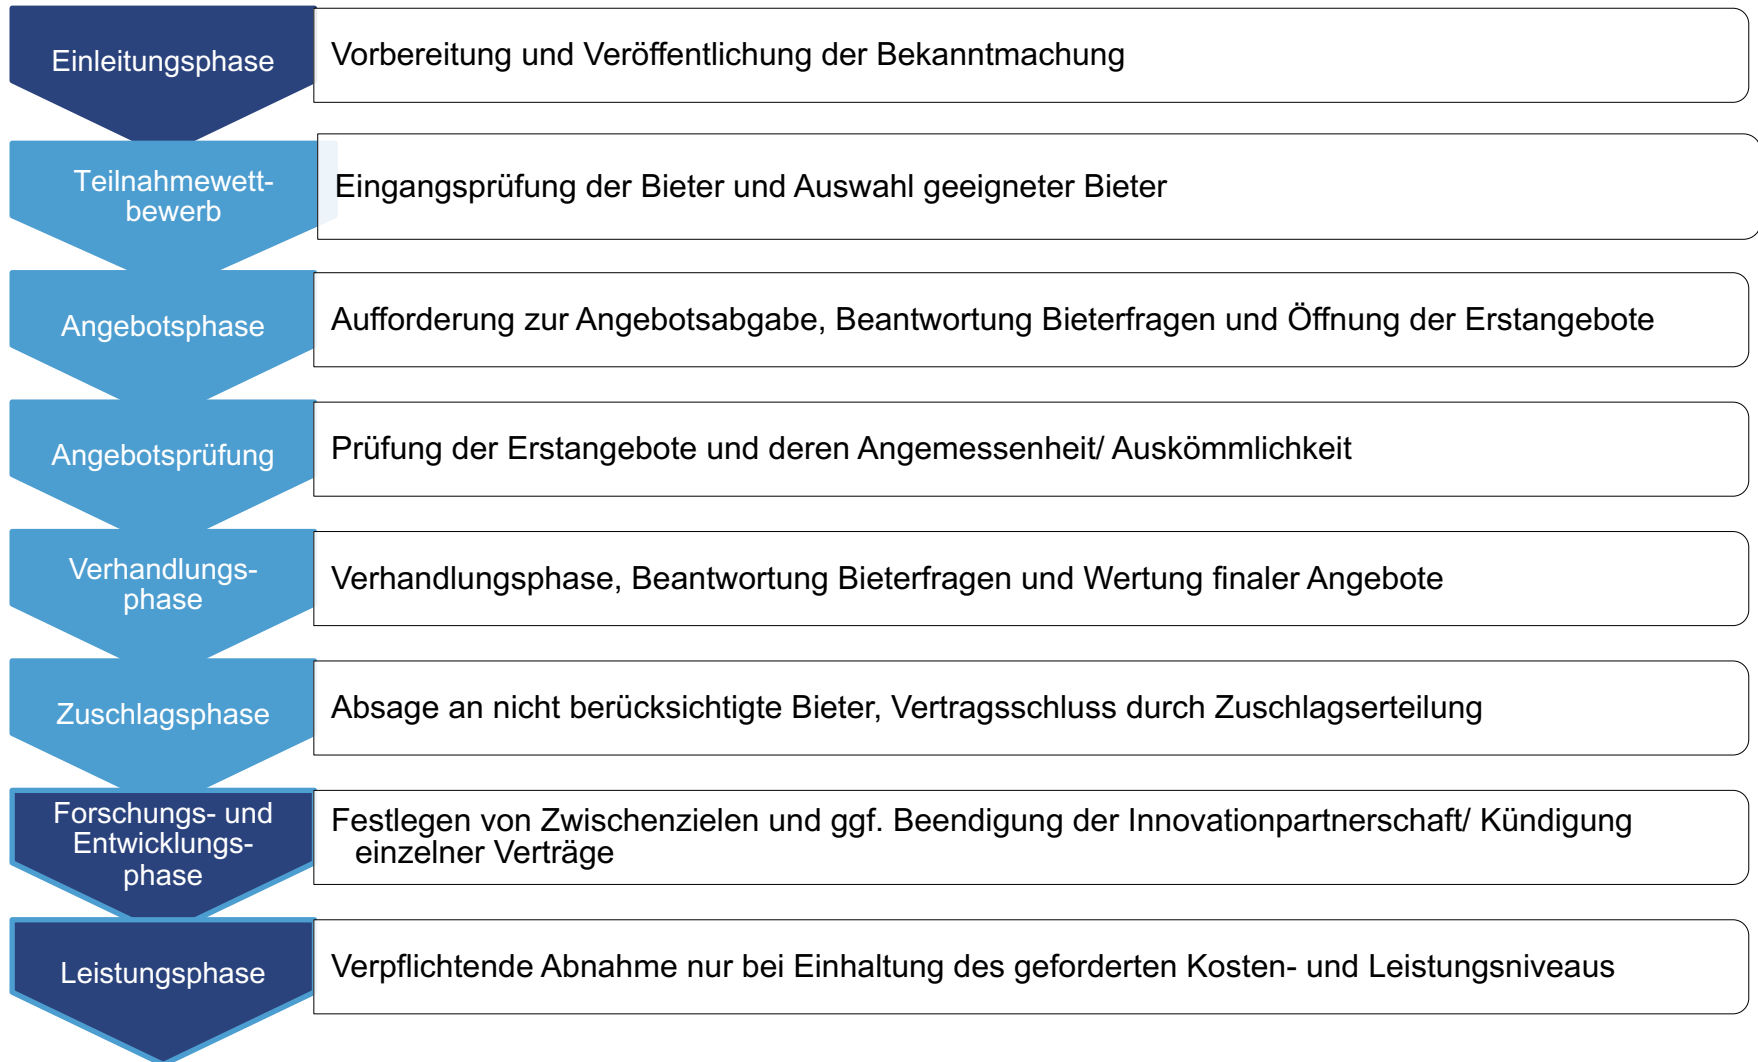 Einleitungsphase
Vorbereitung und Veröffentlichung der Bekanntmachung
Teilnahmewett-
bewerb
Eingangsprüfung der Bieter und Auswahl geeigneter Bieter
Angebotsphase
Aufforderung zur Angebotsabgabe, Beantwortung Bieterfragen und Öffnung der Erstangebote
Angebotsprüfung
Prüfung der Erstangebote und deren Angemessenheit/ Auskömmlichkeit
Verhandlungs-
phase
Verhandlungsphase, Beantwortung Bieterfragen und Wertung finaler Angebote
Zuschlagsphase
Absage an nicht berücksichtigte Bieter, Vertragsschluss durch Zuschlagserteilung
Forschungs- und
Entwicklungs-
phase
Festlegen von Zwischenzielen und ggf. Beendigung der Innovationpartnerschaft/ Kündigung
einzelner Verträge
Leistungsphase
Verpflichtende Abnahme nur bei Einhaltung des geforderten Kosten- und Leistungsniveaus